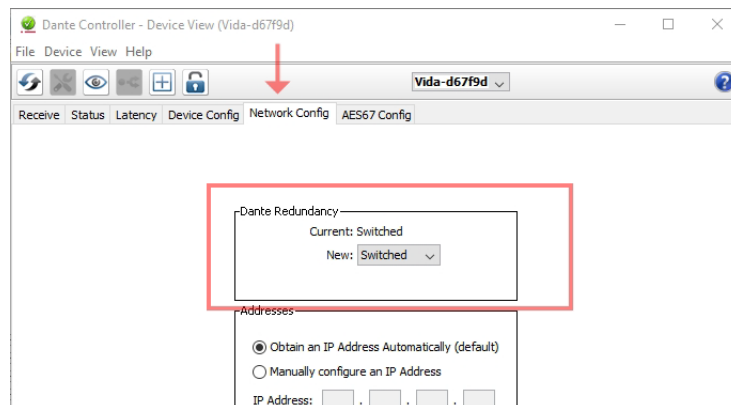 Dante Controller - Device View (Vida-d67f9d)
File Device View Help
Vida-d67f9d
?
Receive Status Latency Device Config Network Config AES67 Config
Dante Redundancy
Current: Switched
New: Switched
Addresses
Obtain an IP Address Automatically (default)
Manually configure an IP Address
IP Address: . . .